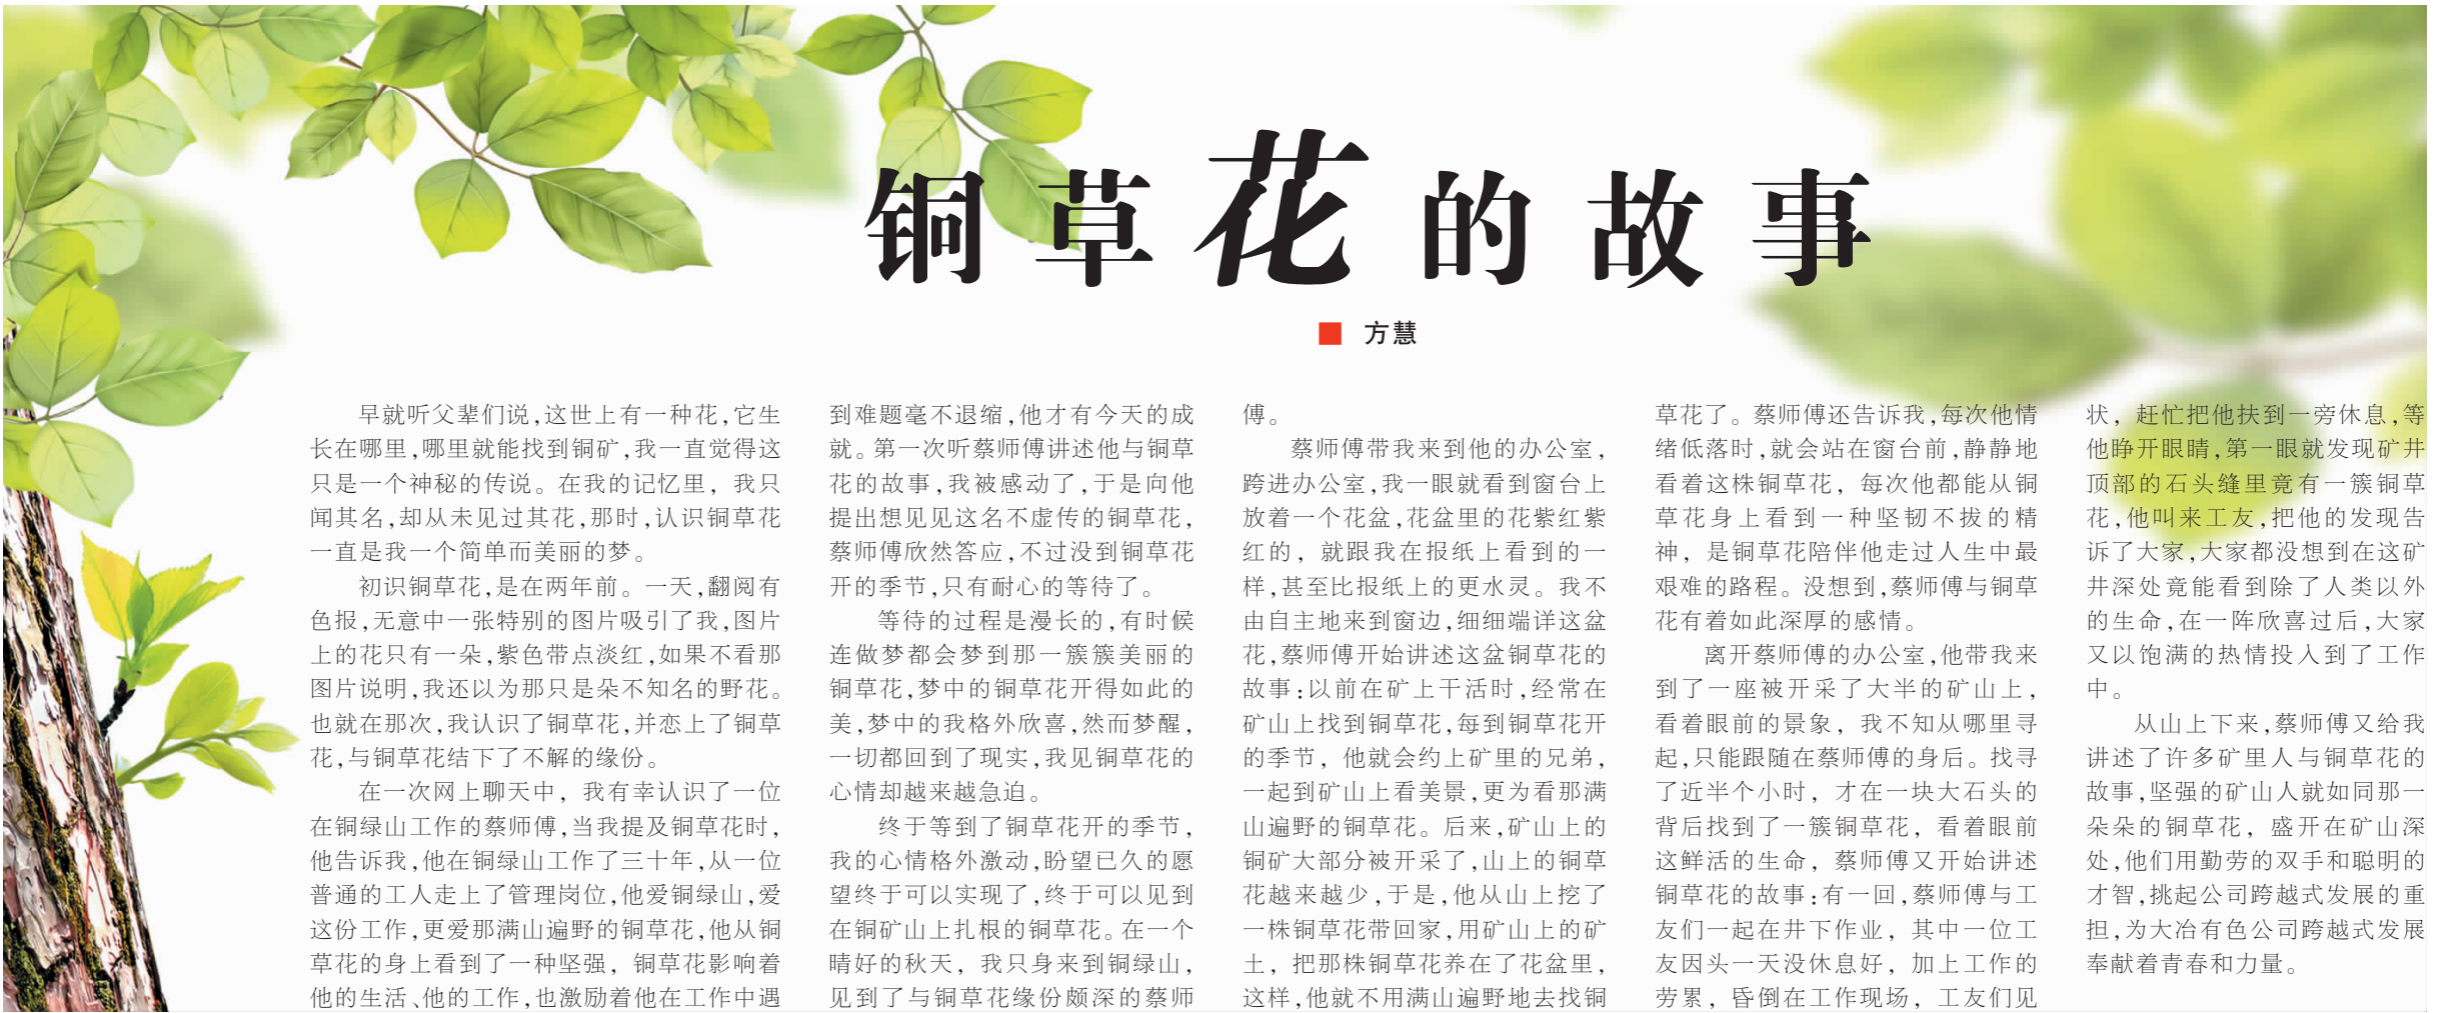 铜草花的故事
■ 方慧
早就听父辈们说,这世上有一种花,它生
长在哪里,哪里就能找到铜矿,我一直觉得这
只是一个神秘的传说。在我的记忆里，我只
闻其名,却从未见过其花,那时,认识铜草花
一直是我一个简单而美丽的梦。
初识铜草花,是在两年前。一天,翻阅有
色报,无意中一张特别的图片吸引了我,图片
上的花只有一朵,紫色带点淡红,如果不看那
图片说明,我还以为那只是朵不知名的野花。
也就在那次,我认识了铜草花,并恋上了铜草
花,与铜草花结下了不解的缘份。
在一次网上聊天中，我有幸认识了一位
在铜绿山工作的蔡师傅,当我提及铜草花时,
他告诉我,他在铜绿山工作了三十年,从一位
普通的工人走上了管理岗位,他爱铜绿山,爱
这份工作,更爱那满山遍野的铜草花,他从铜
草花的身上看到了一种坚强，铜草花影响着
他的生活、他的工作,也激励着他在工作中遇
到难题毫不退缩,他才有今天的成
就。第一次听蔡师傅讲述他与铜草
花的故事,我被感动了,于是向他
提出想见见这名不虚传的铜草花,
蔡师傅欣然答应,不过没到铜草花
开的季节,只有耐心的等待了。
等待的过程是漫长的,有时候
连做梦都会梦到那一簇簇美丽的
铜草花,梦中的铜草花开得如此的
美,梦中的我格外欣喜,然而梦醒,
一切都回到了现实,我见铜草花的
心情却越来越急迫。
终于等到了铜草花开的季节,
我的心情格外激动,盼望已久的愿
望终于可以实现了,终于可以见到
在铜矿山上扎根的铜草花。在一个
晴好的秋天，我只身来到铜绿山,
见到了与铜草花缘份颇深的蔡师
傅。
蔡师傅带我来到他的办公室,
跨进办公室,我一眼就看到窗台上
放着一个花盆,花盆里的花紫红紫
红的，就跟我在报纸上看到的一
样,甚至比报纸上的更水灵。我不
由自主地来到窗边,细细端详这盆
花,蔡师傅开始讲述这盆铜草花的
故事:以前在矿上干活时,经常在
矿山上找到铜草花,每到铜草花开
的季节，他就会约上矿里的兄弟,
一起到矿山上看美景,更为看那满
山遍野的铜草花。后来,矿山上的
铜矿大部分被开采了,山上的铜草
花越来越少,于是,他从山上挖了
一株铜草花带回家,用矿山上的矿
土，把那株铜草花养在了花盆里,
这样,他就不用满山遍野地去找铜
草花了。蔡师傅还告诉我,每次他情
绪低落时,就会站在窗台前,静静地
看着这株铜草花，每次他都能从铜
草花身上看到一种坚韧不拔的精
神，是铜草花陪伴他走过人生中最
艰难的路程。没想到,蔡师傅与铜草
花有着如此深厚的感情。
离开蔡师傅的办公室,他带我来
到了一座被开采了大半的矿山上,
看着眼前的景象，我不知从哪里寻
起,只能跟随在蔡师傅的身后。找寻
了近半个小时，才在一块大石头的
背后找到了一簇铜草花，看着眼前
这鲜活的生命，蔡师傅又开始讲述
铜草花的故事:有一回,蔡师傅与工
友们一起在井下作业，其中一位工
友因头一天没休息好，加上工作的
劳累，昏倒在工作现场，工友们见
状，赶忙把他扶到一旁休息,等
他睁开眼睛,第一眼就发现矿井
顶部的石头缝里竟有一簇铜草
花,他叫来工友,把他的发现告
诉了大家,大家都没想到在这矿
井深处竟能看到除了人类以外
的生命,在一阵欣喜过后,大家
又以饱满的热情投入到了工作
中。
从山上下来,蔡师傅又给我
讲述了许多矿里人与铜草花的
故事,坚强的矿山人就如同那一
朵朵的铜草花，盛开在矿山深
处,他们用勤劳的双手和聪明的
才智,挑起公司跨越式发展的重
担,为大冶有色公司跨越式发展
奉献着青春和力量。